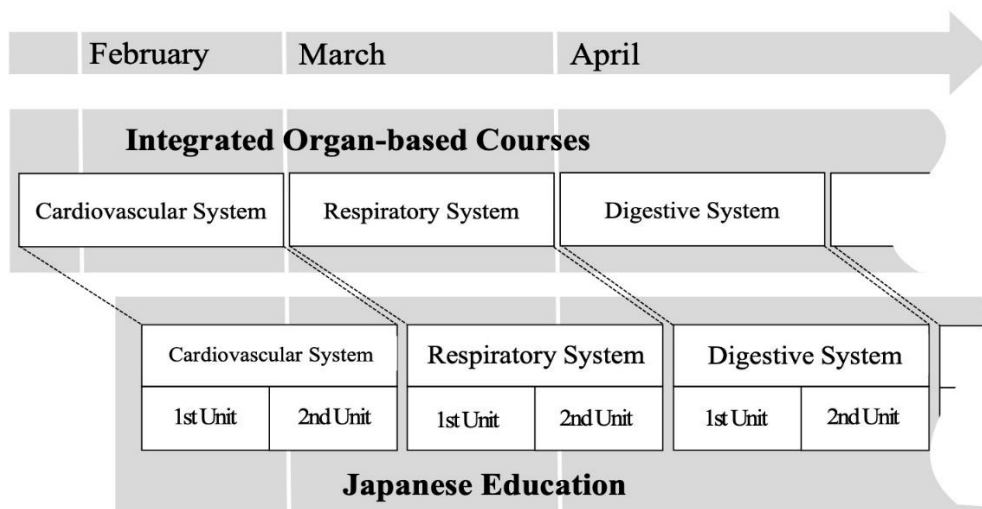 February March April
Integrated Organ-based Courses
Cardiovascular System Respiratory System Digestive System
Cardiovascular System Respiratory System Digestive System
1st Unit 2nd Unit 1st Unit 2nd Unit 1st Unit 2nd Unit
Japanese Education